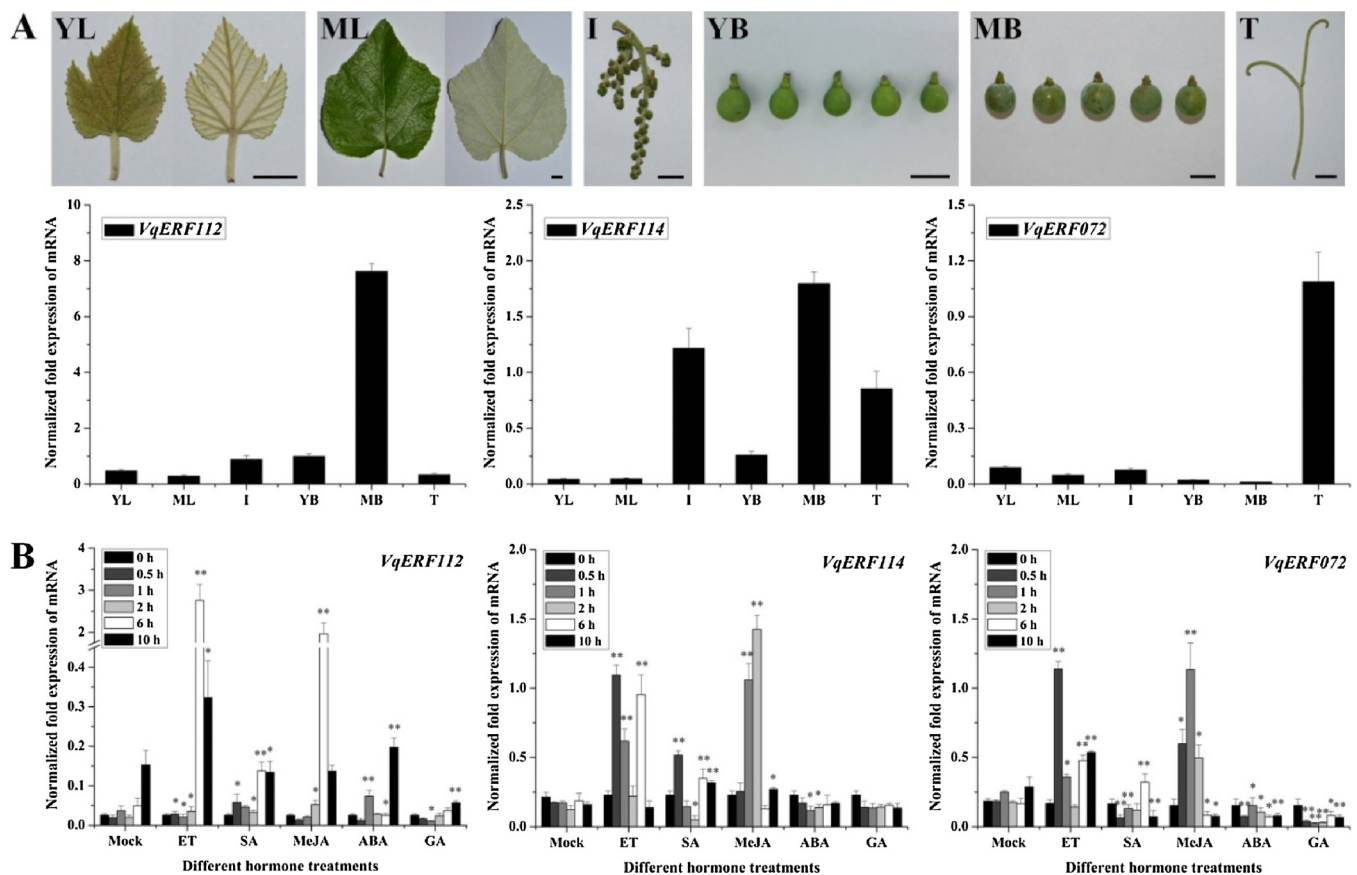 A
YL ML I YB MB T
Normalized fold expression of mRNA
10
8
6
4
2
0
VqERF112
YL ML I YB MB T
Normalized fold expression of mRNA
2.5
2.0
1.5
1.0
0.5
0.0
VqERF114
YL ML I YB MB T
Normalized fold expression of mRNA
1.5
1.2
0.9
0.6
0.3
0.0
VqERF072
YL ML I YB MB T
B
Normalized fold expression of mRNA
4
3
2
0.4
0.3
0.2
0.1
0.0
0 h
0.5 h
1 h
2 h
6 h
10 h
VqERF112
** * * * * * ** * * * ** ** * ** * **
Mock ET SA MeJA ABA GA
Different hormone treatments
Normalized fold expression of mRNA
2.0
1.5
1.0
0.5
0.0
0 h
0.5 h
1 h
2 h
6 h
10 h
VqERF114
** ** ** ** * ** ** ** ** * * *
Mock ET SA MeJA ABA GA
Different hormone treatments
Normalized fold expression of mRNA
2.0
1.5
1.0
0.5
0.0
0 h
0.5 h
1 h
2 h
6 h
10 h
VqERF072
** * ** ** ** ** ** ** * ** * * * ** * * * ** ** ** ** * **
Mock ET SA MeJA ABA GA
Different hormone treatments